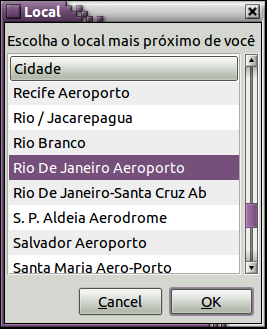 Local
Escolha o local mais próximo de você
Cidade
Recife Aeroporto
Rio / Jacarepagua
Rio Branco
Rio De Janeiro Aeroporto
Rio De Janeiro-Santa Cruz Ab
S. P. Aldeia Aerodrome
Salvador Aeroporto
Santa Maria Aero-Porto
Cancel
OK